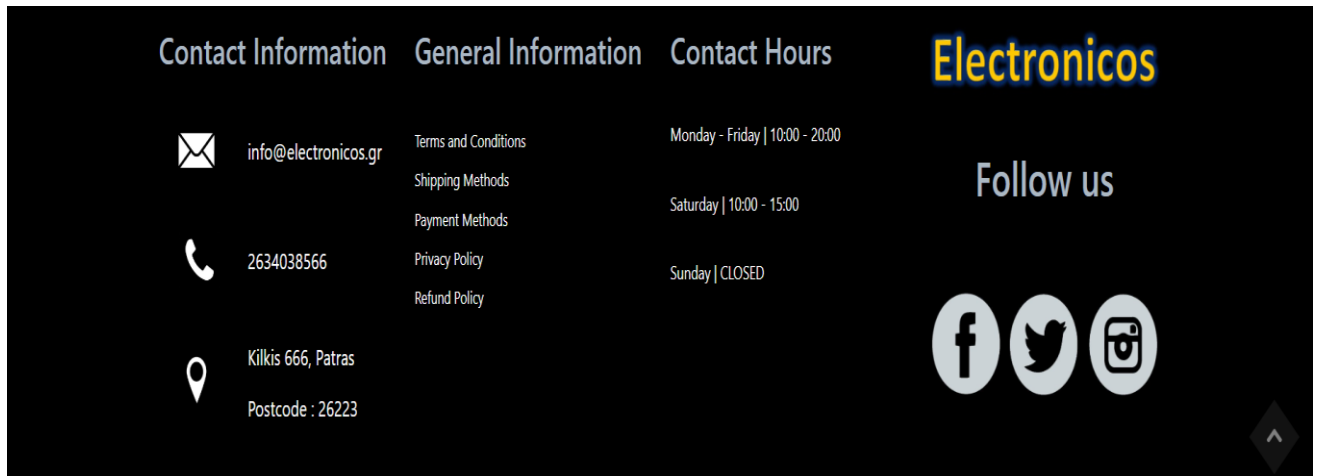 Contact Information
info@electronicos.gr
2634038566
Kilkis 666, Patras
Postcode : 26223
General Information
Terms and Conditions
Shipping Methods
Payment Methods
Privacy Policy
Refund Policy
Contact Hours
Monday - Friday | 10:00 - 20:00
Saturday | 10:00 - 15:00
Sunday | CLOSED
Electronicos
Follow us